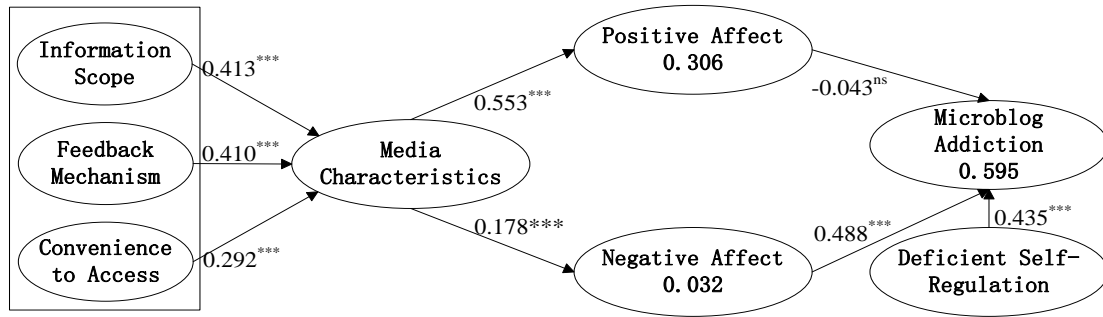 Information
Scope
0.413***
Feedback
Mechanism
0.410***
Convenience
to Access
0.292***
Media
Characteristics
0.553***
0.178***
Positive Affect
0.306
-0.043ns
Negative Affect
0.032
0.488***
Microblog
Addiction
0.595
0.435***
Deficient Self-
Regulation